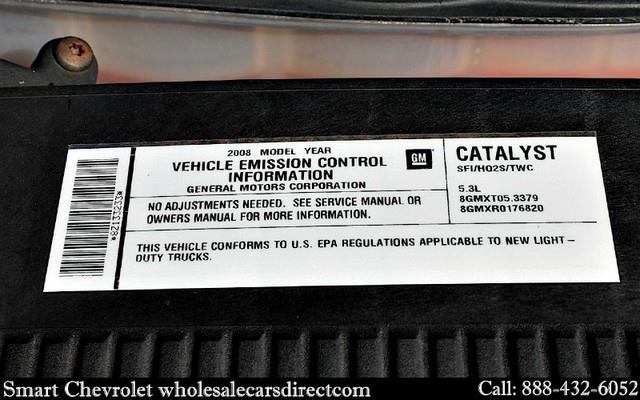 *82133233*
2008 MODEL YEAR
VEHICLE EMISSION CONTROL
INFORMATION
GENERAL MOTORS CORPORATION
GM
NO ADJUSTMENTS NEEDED. SEE SERVICE MANUAL OR
OWNERS MANUAL FOR MORE INFORMATION.
CATALYST
SFI/HO2S/TWC
5.3L
8GMXT05.3379
8GMXR0176820
THIS VEHICLE CONFORMS TO U.S. EPA REGULATIONS APPLICABLE TO NEW LIGHT-
DUTY TRUCKS.
Smart Chevrolet wholesalecarsdirectcom Call: 888-432-6052